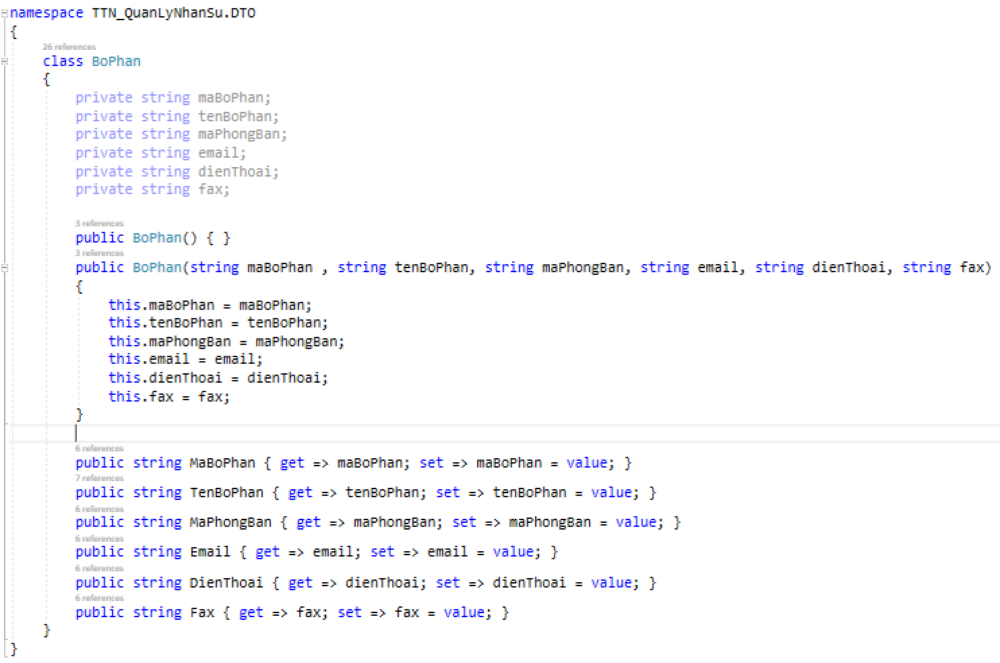 namespace TTN_QuanLyNhanSu.DTO
{
26 references
class BoPhan
{
private string maBoPhan;
private string tenBoPhan;
private string maPhongBan;
private string email;
private string dienThoai;
private string fax;
3 references
public BoPhan() { }
3 references
public BoPhan(string maBoPhan , string tenBoPhan, string maPhongBan, string email, string dienThoai, string fax)
{
this.maBoPhan = maBoPhan;
this.tenBoPhan = tenBoPhan;
this.maPhongBan = maPhongBan;
this.email = email;
this.dienThoai = dienThoai;
this.fax = fax;
}
6 references
public string MaBoPhan { get => maBoPhan; set => maBoPhan = value; }
7 references
public string TenBoPhan { get => tenBoPhan; set => tenBoPhan = value; }
6 references
public string MaPhongBan { get => maPhongBan; set => maPhongBan = value; }
6 references
public string Email { get => email; set => email = value; }
6 references
public string DienThoai { get => dienThoai; set => dienThoai = value; }
6 references
public string Fax { get => fax; set => fax = value; }
}
}